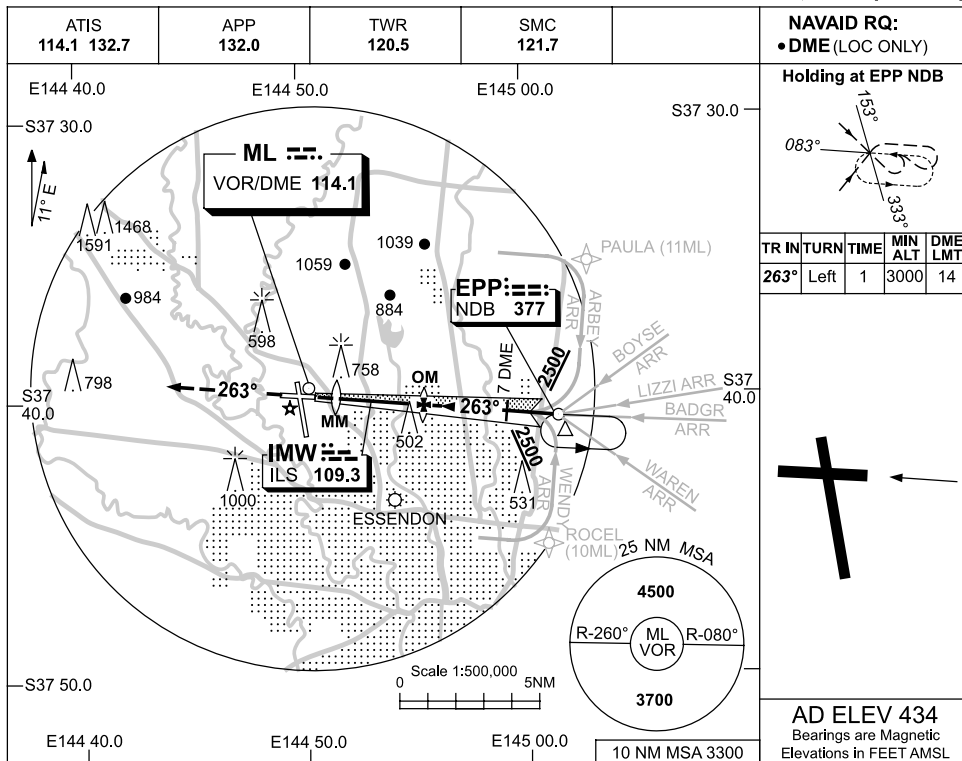 ATIS
114.1 132.7
APP
132.0
TWR
120.5
SMC
121.7
NAVAID RQ:
• DME (LOC ONLY)
Holding at EPP NDB
153°
083°
333°
TR IN TURN TIME MIN ALT DME LMT
263° Left 1 3000 14
E144 40.0
E144 50.0
E145 00.0
S37 30.0
S37 30.0
11° E
ML
VOR/DME 114.1
1468
1591
1039
1059
984
884
598
758
798
PAULA (11ML)
EPP
NDB 377
ARBEY
ARR
BOYSE
ARR
LIZZI ARR
BADGR
ARR
WAREN
ARR
WENDY
ARR
ROCEL
(10ML)
7 DME
2500
2500
OM
MM
263°
263°
S37
40.0
S37
40.0
IMW
ILS 109.3
502
531
1000
ESSENDON
25 NM MSA
4500
R-260°
ML
VOR
R-080°
3700
Scale 1:500,000
0
5NM
S37 50.0
E144 40.0
E144 50.0
E145 00.0
10 NM MSA 3300
AD ELEV 434
Bearings are Magnetic
Elevations in FEET AMSL